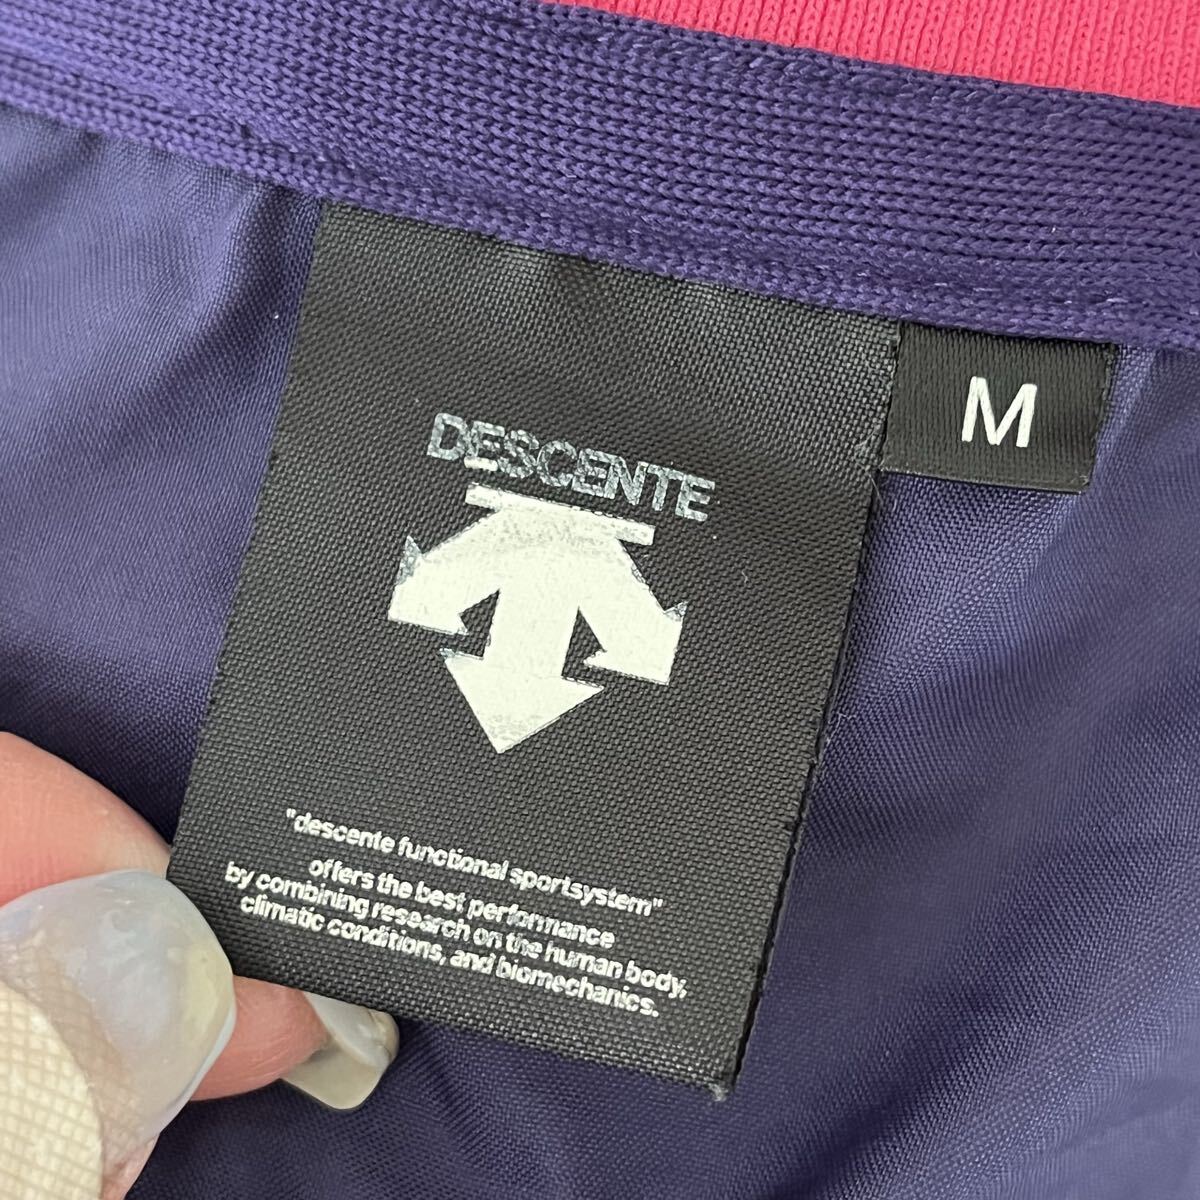 DESCENTE
M
"descente functional sportsystem"
offers the best performance
by combining research on the human body,
climatic conditions, and biomechanics.